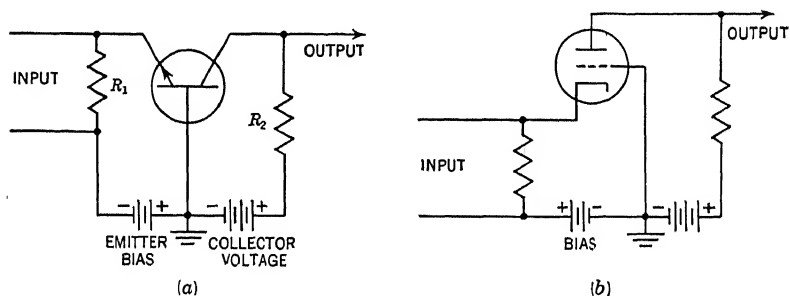 INPUT
R1
R2
OUTPUT
- +
- +
EMITTER BIAS
COLLECTOR VOLTAGE
(a)
OUTPUT
INPUT
+ -
- +
BIAS
(b)